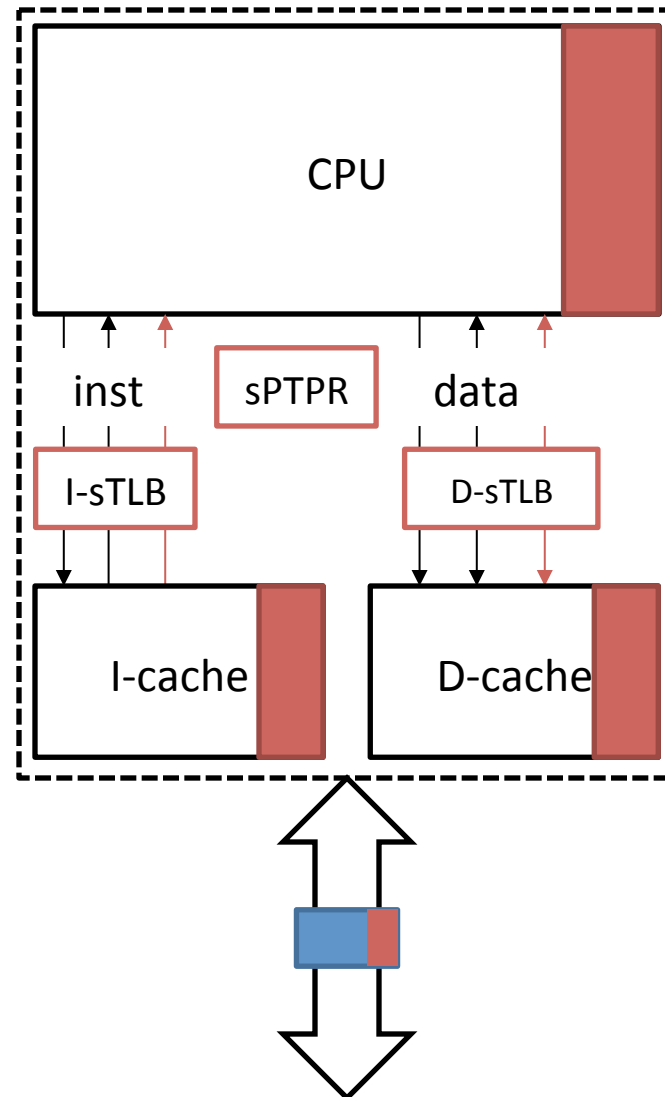 CPU
inst
sPTPR
data
I-sTLB
D-sTLB
I-cache
D-cache